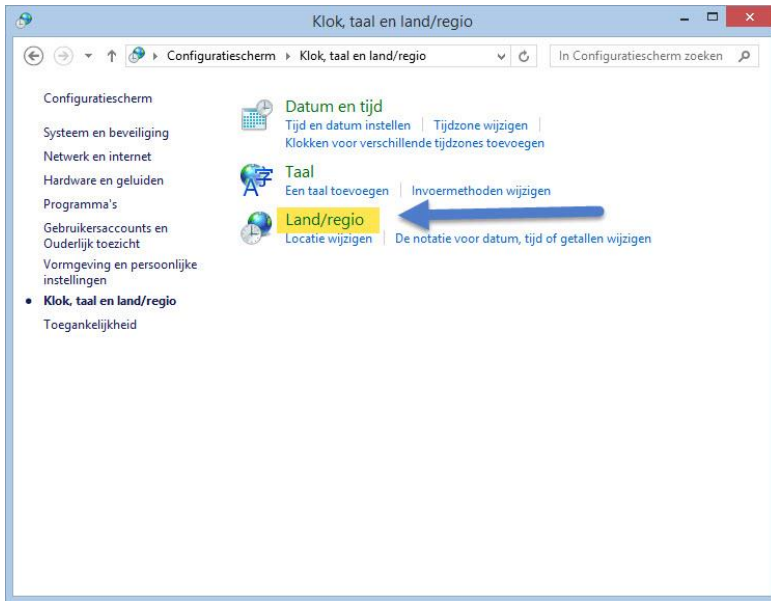 Klok, taal en land/regio
Configuratiescherm Klok, taal en land/regio In Configuratiescherm zoeken
Configuratiescherm
Systeem en beveiliging
Netwerk en internet
Hardware en geluiden
Programma's
Gebruikersaccounts en
Ouderlijk toezicht
Vormgeving en persoonlijke
instellingen
Klok, taal en land/regio
Toegankelijkheid
Datum en tijd
Tijd en datum instellen Tijdzone wijzigen
Klokken voor verschillende tijdzones toevoegen
Taal
Een taal toevoegen Invoermethoden wijzigen
Land/regio
Locatie wijzigen De notatie voor datum, tijd of getallen wijzigen